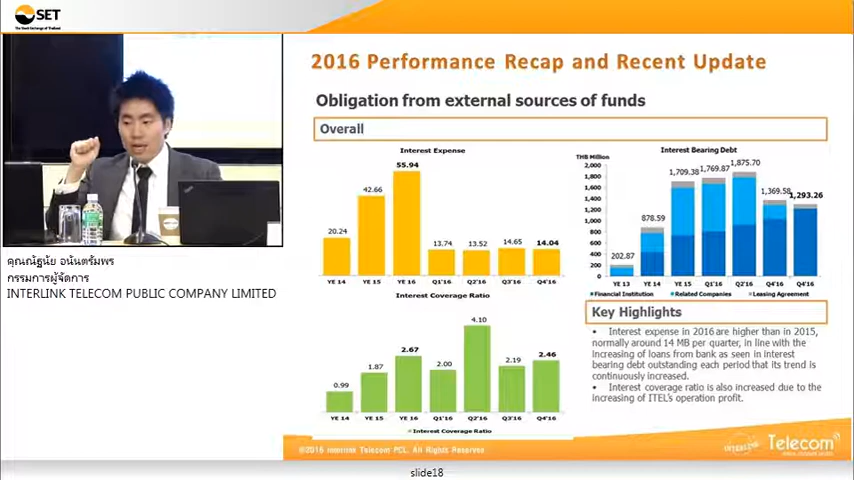 SET
The Stock Exchange of Thailand
2016 Performance Recap and Recent Update
Obligation from external sources of funds
Overall
Interest Expense
55.94
42.66
20.24
13.74
13.52
14.65
14.04
YE 14
YE 15
YE 16
Q1'16
Q2'16
Q3'16
Q4'16
Interest Coverage Ratio
4.10
2.67
2.46
2.19
2.00
1.87
0.99
YE 14
YE 15
YE 16
Q1'16
Q2'16
Q3'16
Q4'16
Interest Coverage Ratio
Interest Bearing Debt
THB Million
2,000
1,800
1,600
1,400
1,200
1,000
800
600
400
200
0
202.87
878.59
1,709.38
1,769.87
1,875.70
1,369.58
1,293.26
YE 13
YE 14
YE 15
Q1'16
Q2'16
Q4'16
Q4'16
Financial Institution
Related Companies
Leasing Agreement
Key Highlights
• Interest expense in 2016 are higher than in 2015,
normally around 14 MB per quarter, in line with the
increasing of loans from bank as seen in interest
bearing debt outstanding each period that its trend is
continuously increased.
• Interest coverage ratio is also increased due to the
increasing of ITEL's operation profit.
คุณณัฐนัย อนันตรัมพร
กรรมการผู้จัดการ
INTERLINK TELECOM PUBLIC COMPANY LIMITED
©2016 Interlink Telecom PCL. All Rights Reserve
INTERLINK
Telecom
slide18